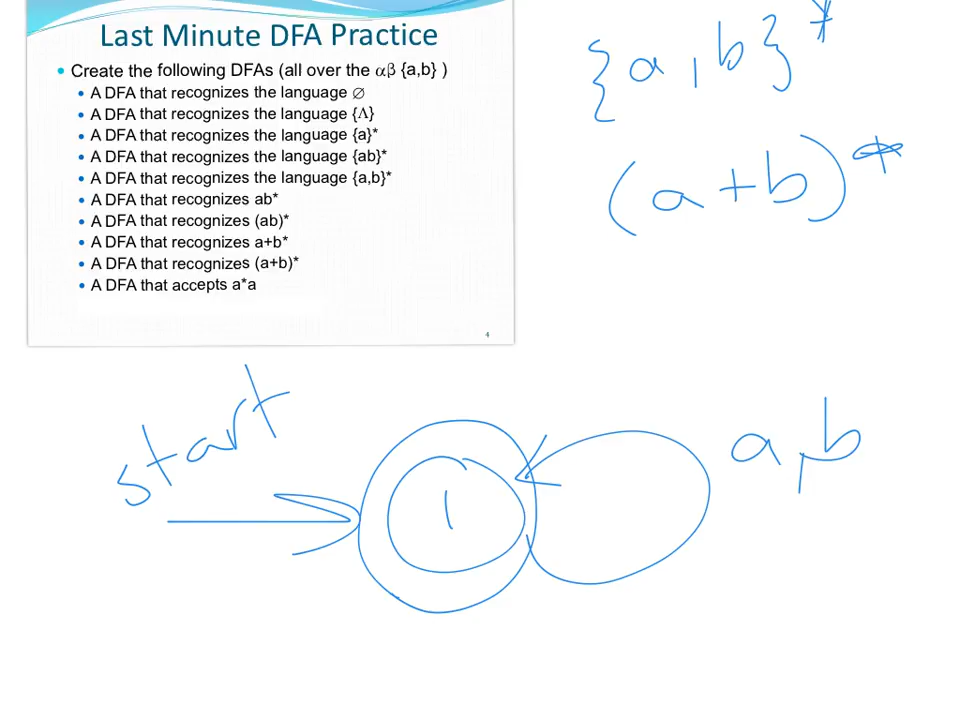 Last Minute DFA Practice
• Create the following DFAs (all over the αβ {a,b} )
• A DFA that recognizes the language ∅
• A DFA that recognizes the language {Λ}
• A DFA that recognizes the language {a}*
• A DFA that recognizes the language {ab}*
• A DFA that recognizes the language {a,b}*
• A DFA that recognizes ab*
• A DFA that recognizes (ab)*
• A DFA that recognizes a+b*
• A DFA that recognizes (a+b)*
• A DFA that accepts a*a
4
{a,b}*
(a+b)*
start
1
a,b